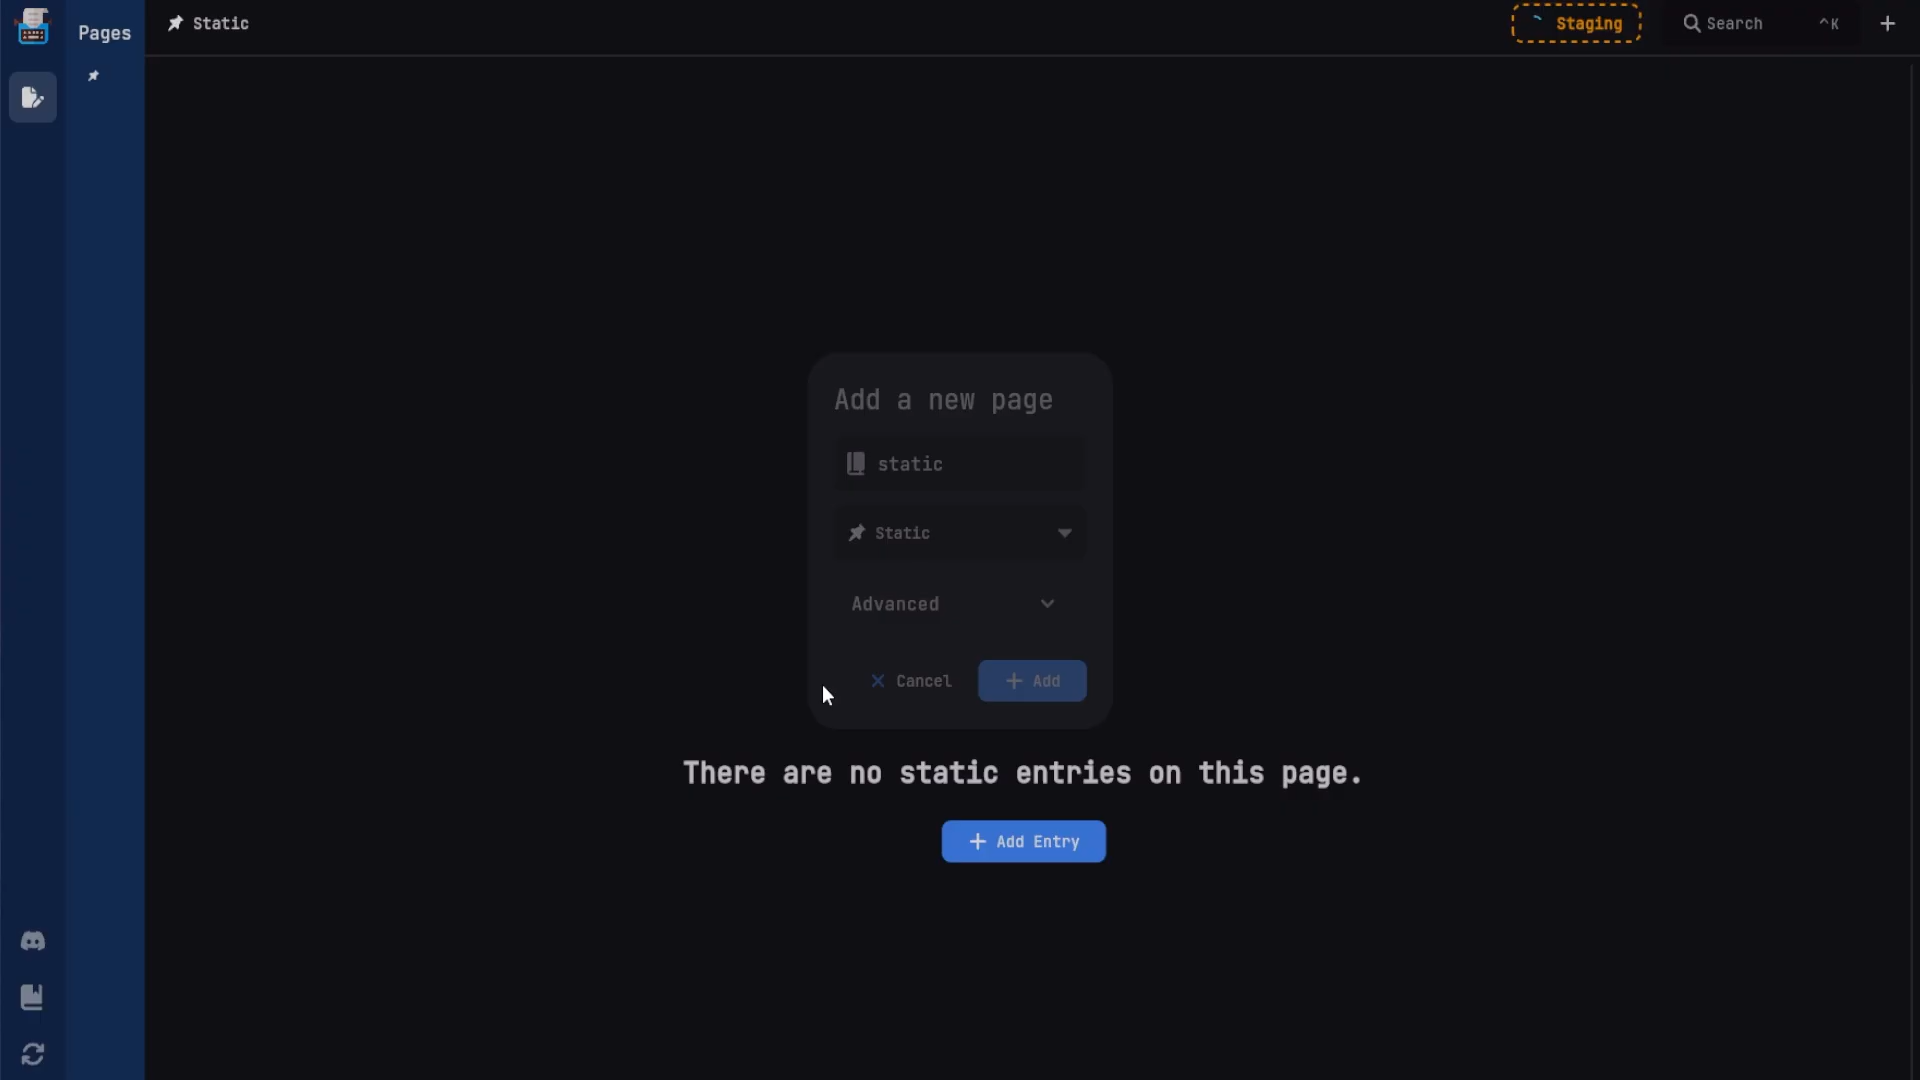 Pages
Static
Staging
Search
^K
Add a new page
static
Static
Advanced
Cancel
Add
There are no static entries on this page.
Add Entry